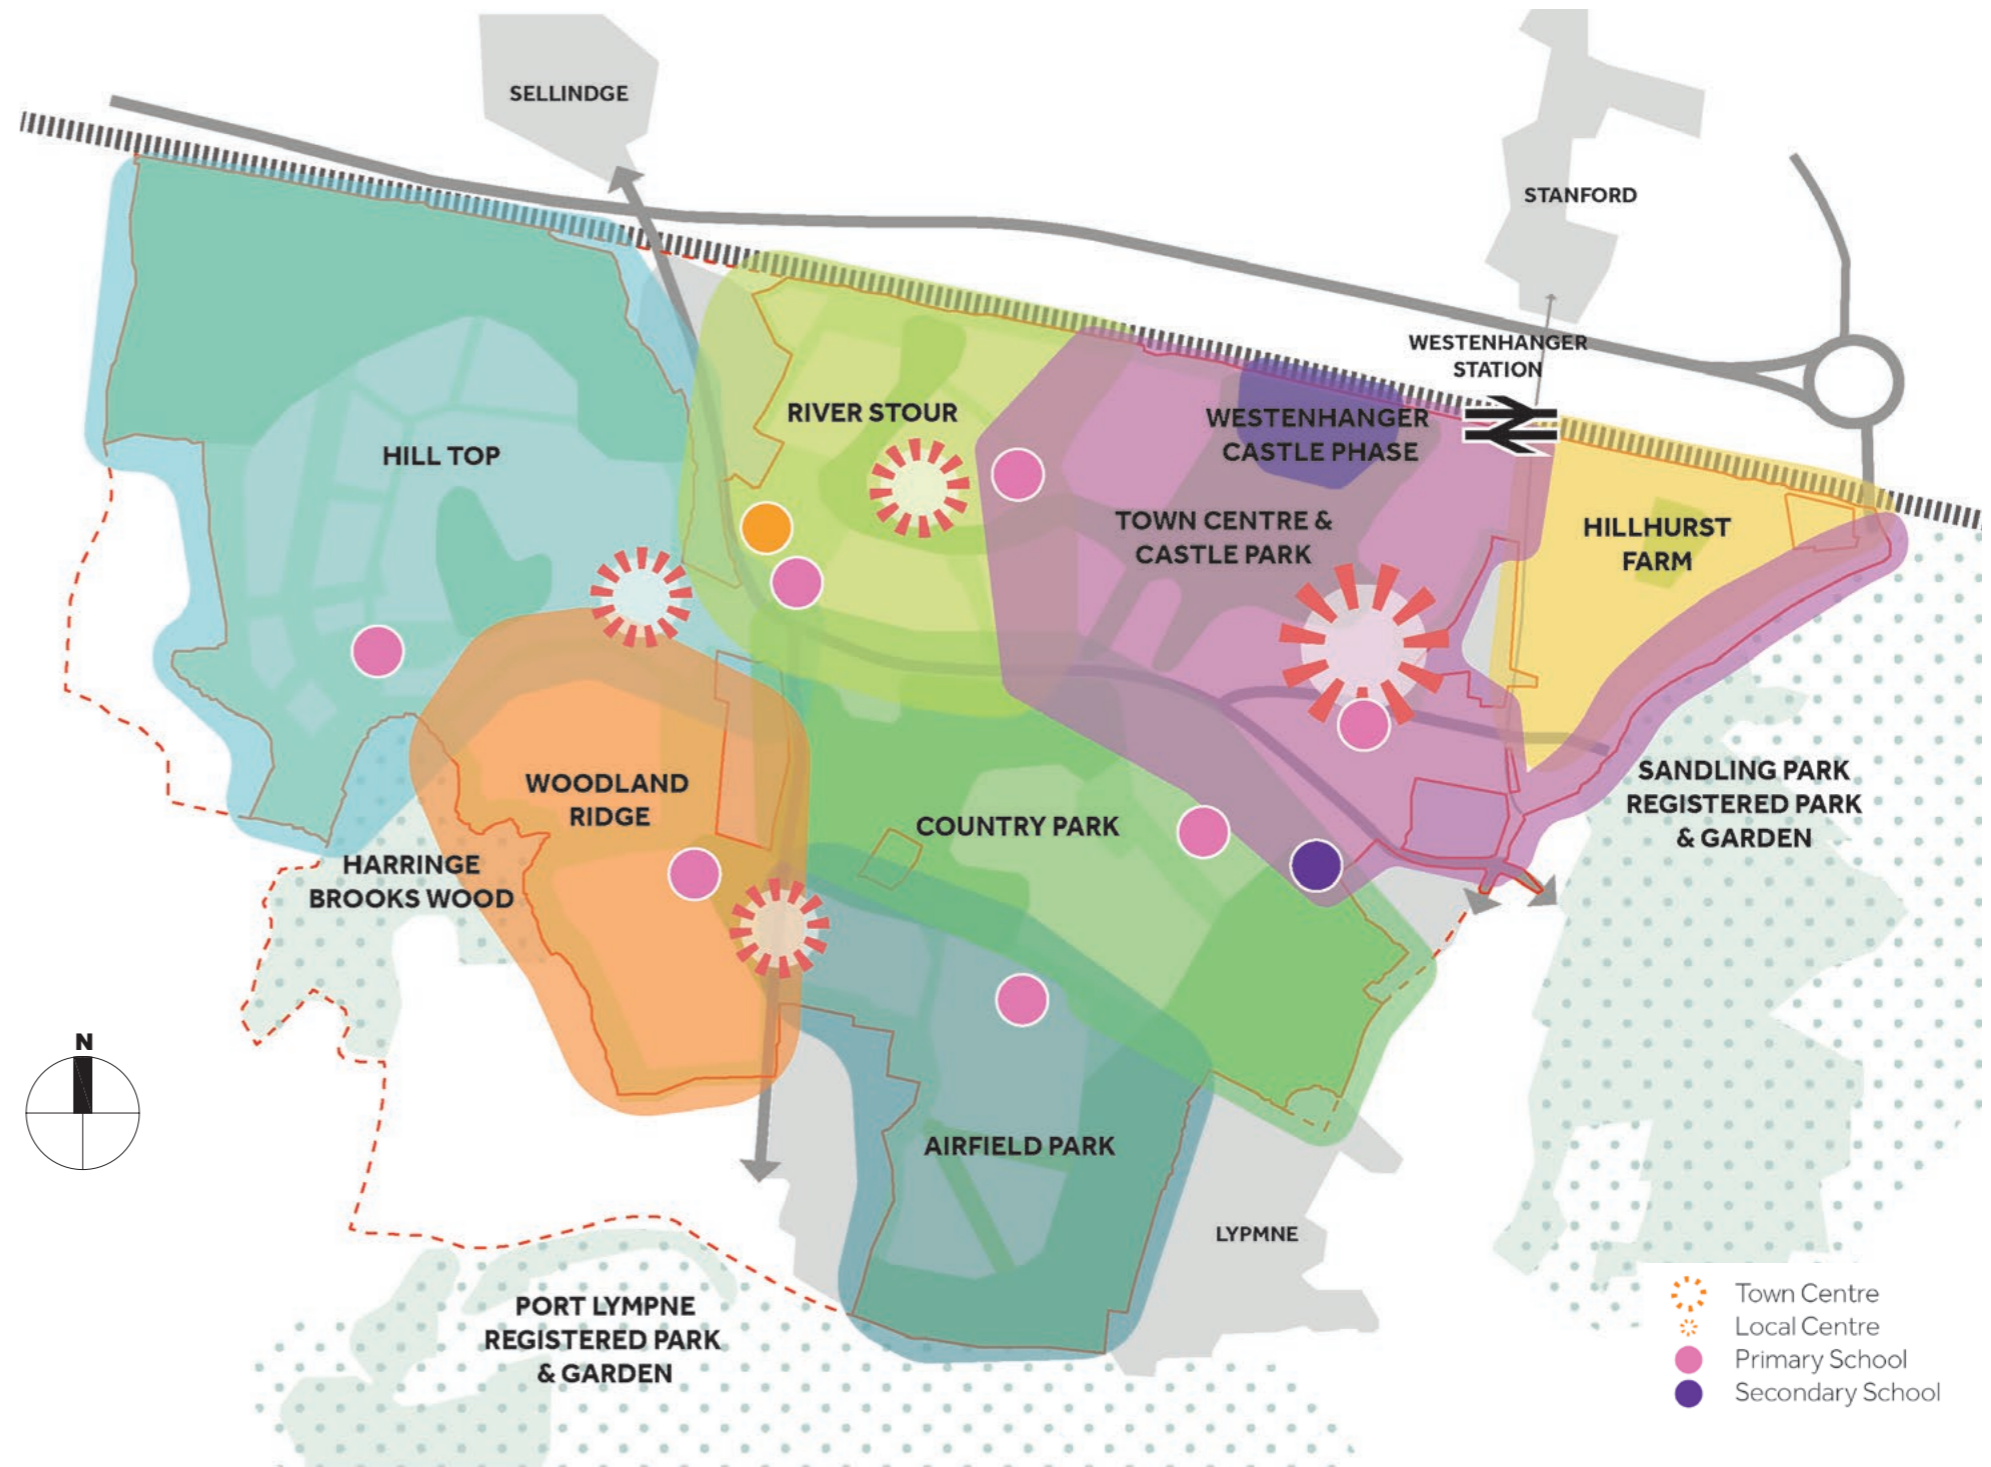 SELLINDGE
STANFORD
WESTENHANGER
STATION
RIVER STOUR
WESTENHANGER
CASTLE PHASE
HILL TOP
TOWN CENTRE &
CASTLE PARK
HILLHURST
FARM
WOODLAND
RIDGE
COUNTRY PARK
SANDLING PARK
REGISTERED PARK
& GARDEN
HARRINGE
BROOKS WOOD
N
AIRFIELD PARK
LYPMNE
PORT LYMPNE
REGISTERED PARK
& GARDEN
Town Centre
Local Centre
Primary School
Secondary School